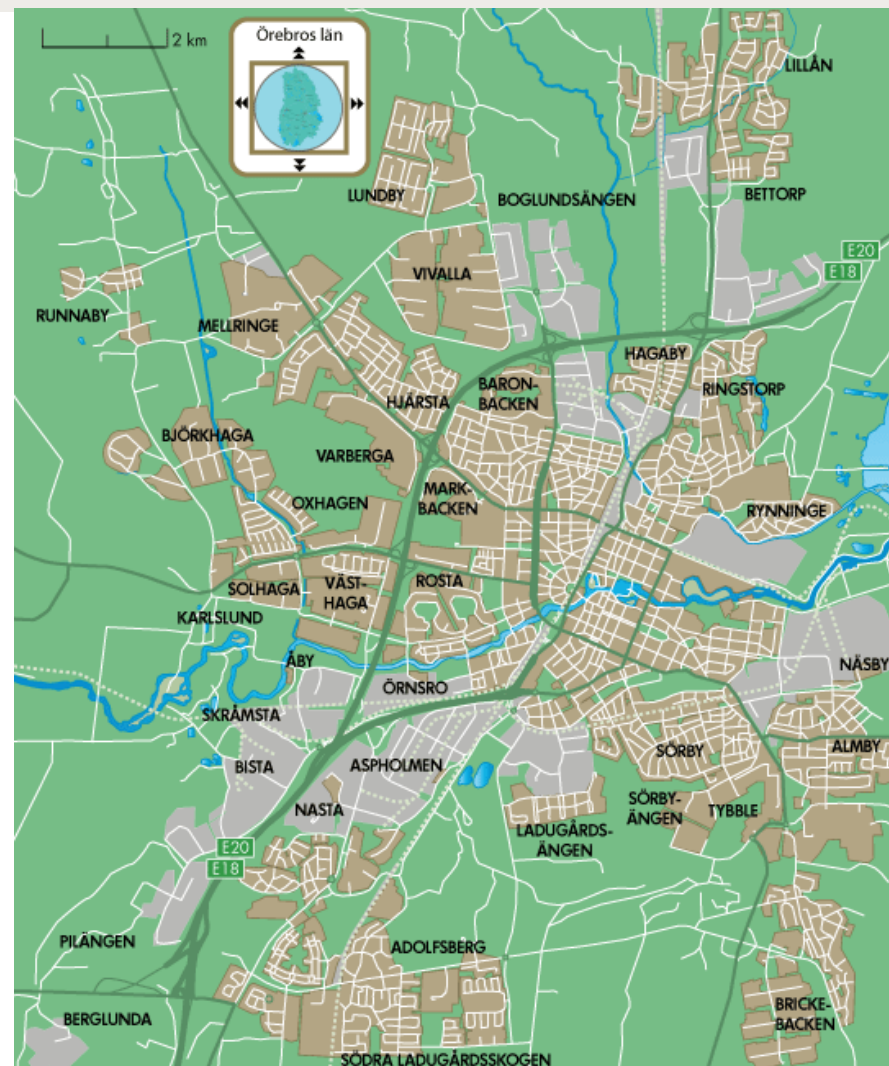 2 km
Örebros län
LILLÅN
LUNDBY
BOGLUNDSÄNGEN
BETTORP
E20
E18
VIVALLA
RUNNABY
MELLRINGE
HAGABY
BARON-
BACKEN
RINGSTORP
HJÄRSTA
BJÖRKHAGA
VARBERGA
MARK-
BACKEN
OXHAGEN
RYNNINGE
SOLHAGA
VÄST-
HAGA
ROSTA
KARLSLUND
ÅBY
NÄSBY
ÖRNSRO
SKRÅMSTA
BISTA
ASPHOLMEN
SÖRBY
ALMBY
NASTA
SÖRBY-
ÄNGEN
TYBBLE
LADUGÅRDS-
ÄNGEN
E20
E18
PILÄNGEN
ADOLFSBERG
BERGLUNDA
BRICKE-
BACKEN
SÖDRA LADUGÅRDSSKOGEN